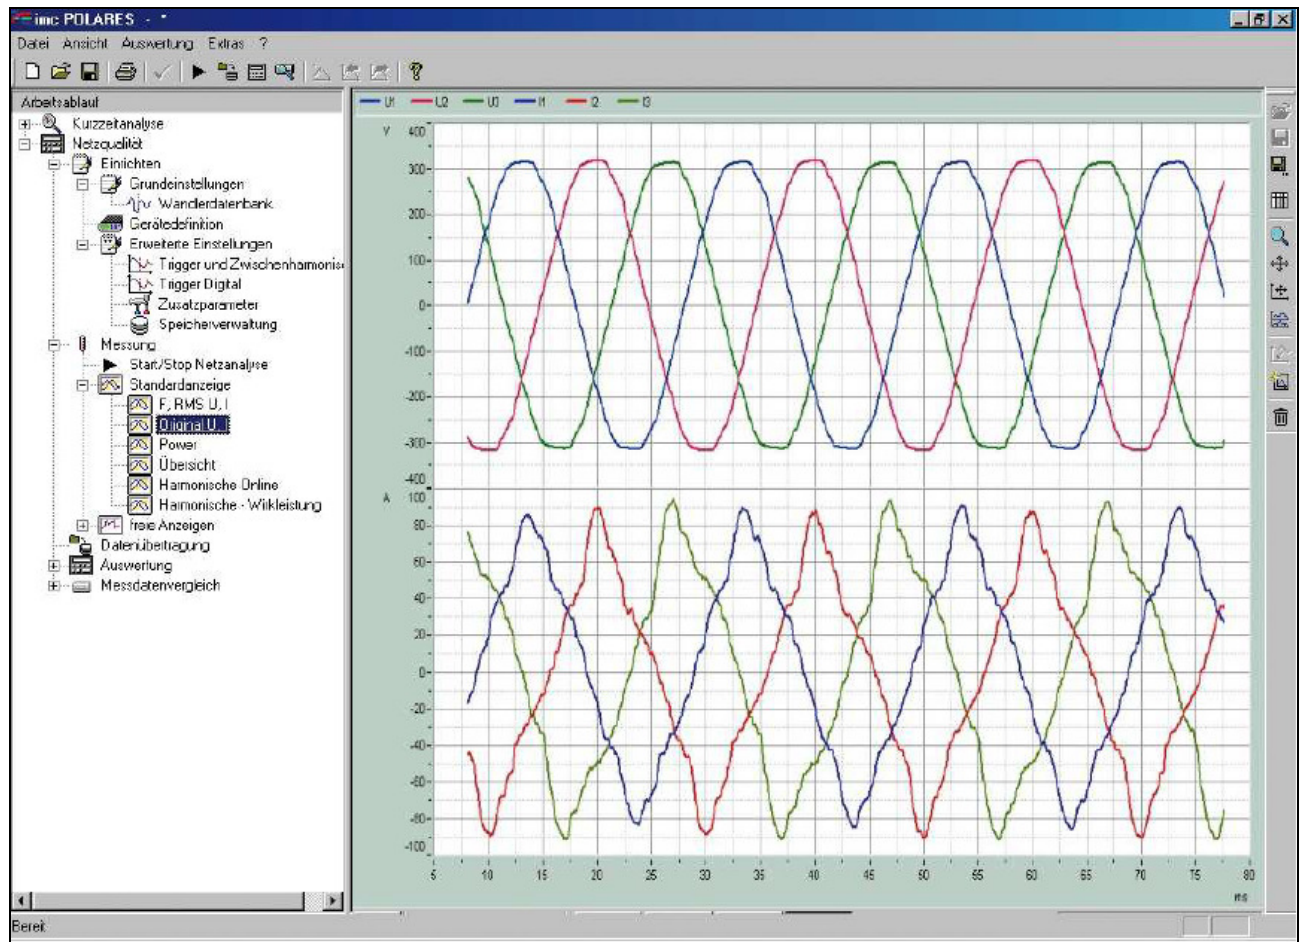 imc POLARES - *
Datei Ansicht Auswertung Extras ?
Arbeitsablauf
Kurzzeitanalyse
Netzqualität
Einrichten
Grundeinstellungen
Wandlerdatenbank
Gerätedefinition
Erweiterte Einstellungen
Trigger und Zwischenharmonis
Trigger Digital
Zusatzparameter
Speicherverwaltung
Messung
Start/Stop Netzanalyse
Standardanzeige
F, RMS U, I
Original U, I
Power
Übersicht
Harmonische Online
Harmonische - Wirkleistung
freie Anzeigen
Datenübertragung
Auswertung
Messdatenvergleich
U1 U2 U3 I1 I2 I3
V 400
300
200
100
0
-100
-200
-300
-400
A 100
80
60
40
20
0
-20
-40
-60
-80
-100
5 10 15 20 25 30 35 40 45 50 55 60 65 70 75 80
ms
Bereit